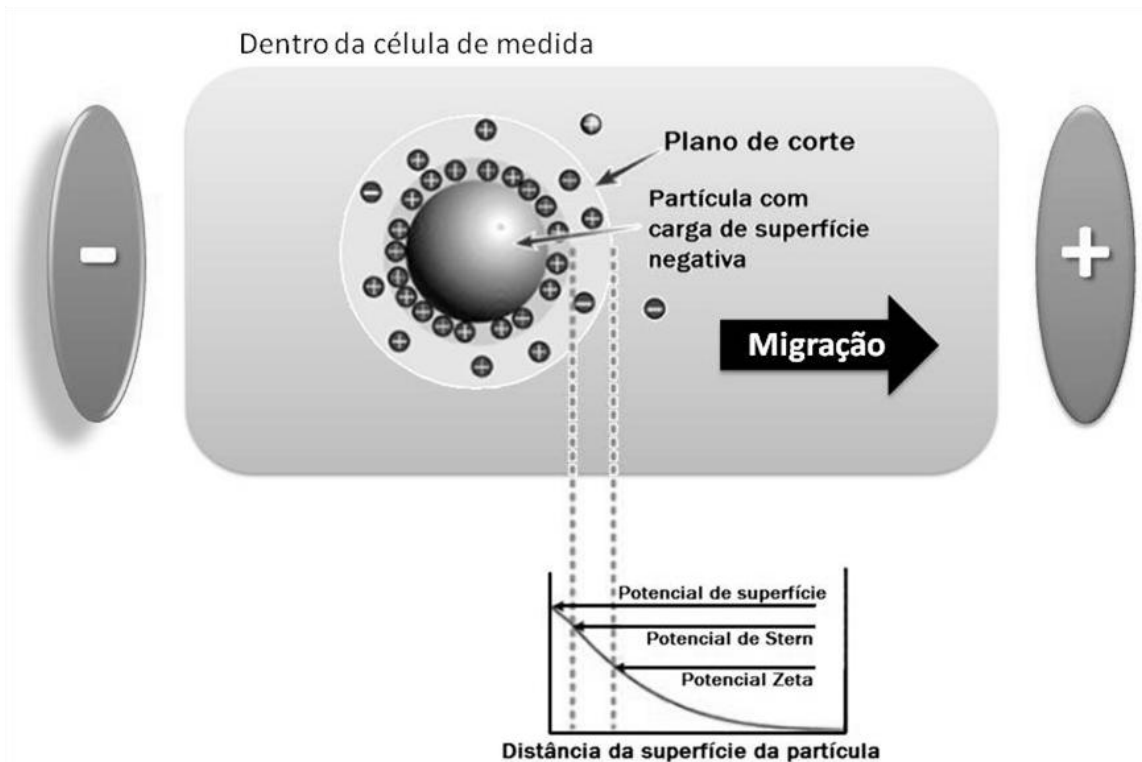 Dentro da célula de medida
Plano de corte
Partícula com
carga de superfície
negativa
Migração
Potencial de superfície
Potencial de Stern
Potencial Zeta
Distância da superfície da partícula